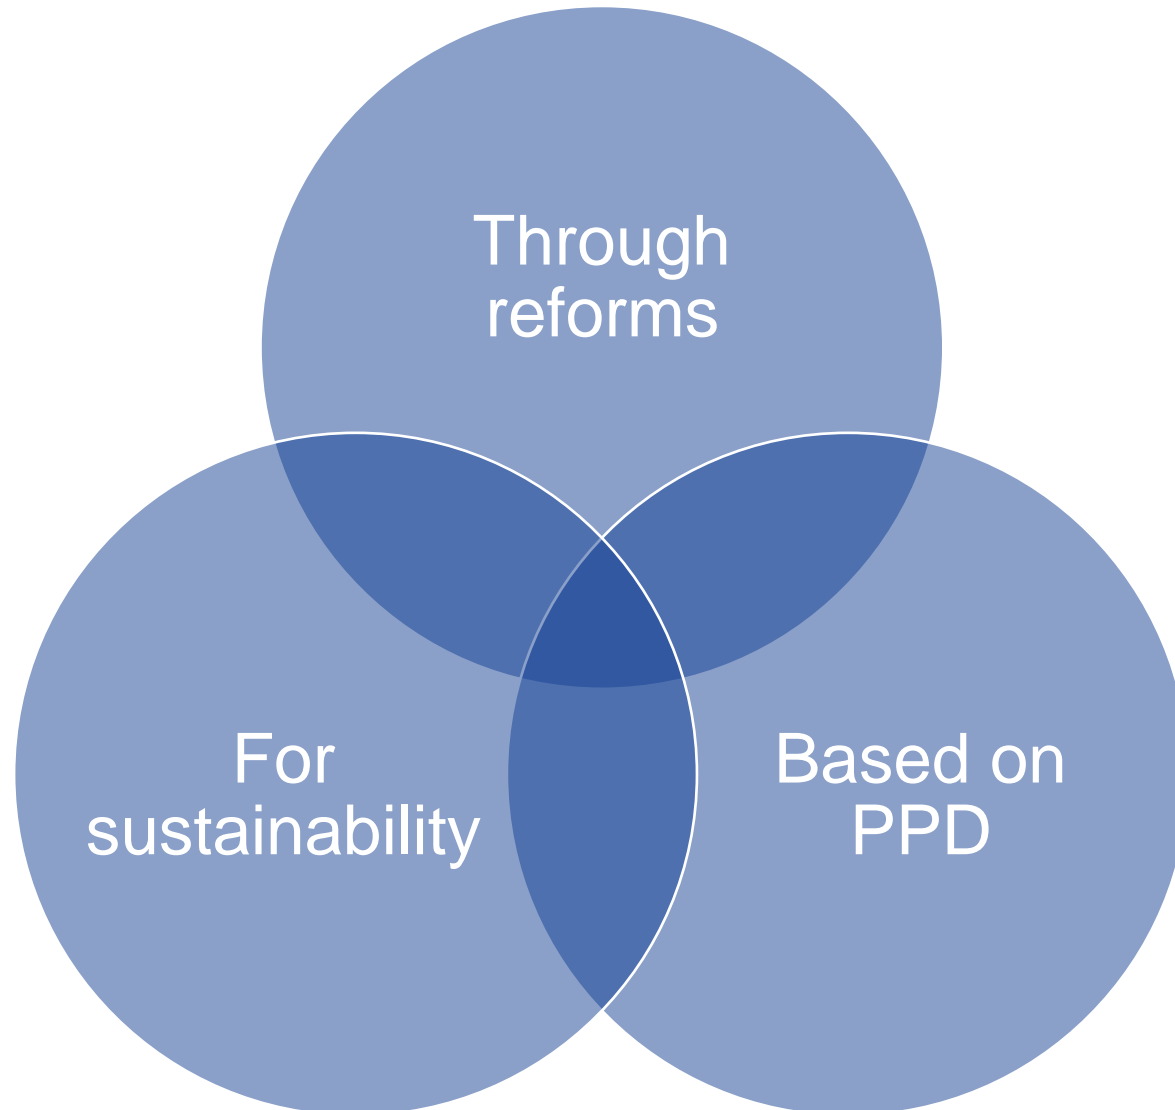 Through
reforms
For
sustainability
Based on
PPD